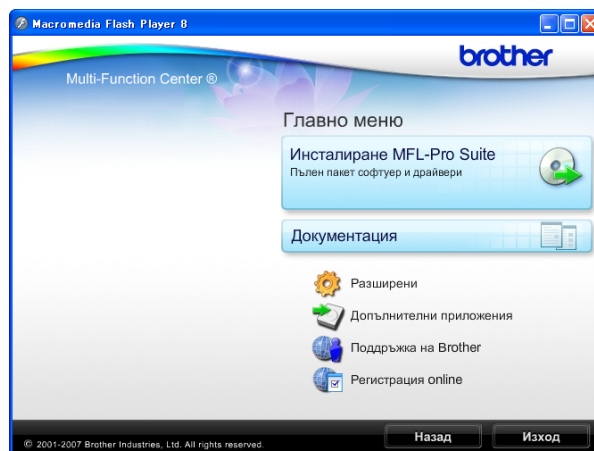 Macromedia Flash Player 8
brother
Multi-Function Center ®
Главно меню
Инсталиране MFL-Pro Suite
Пълен пакет софтуер и драйвери
Документация
Разширени
Допълнителни приложения
Поддръжка на Brother
Регистрация online
© 2001-2007 Brother Industries, Ltd. All rights reserved.
Назад
Изход